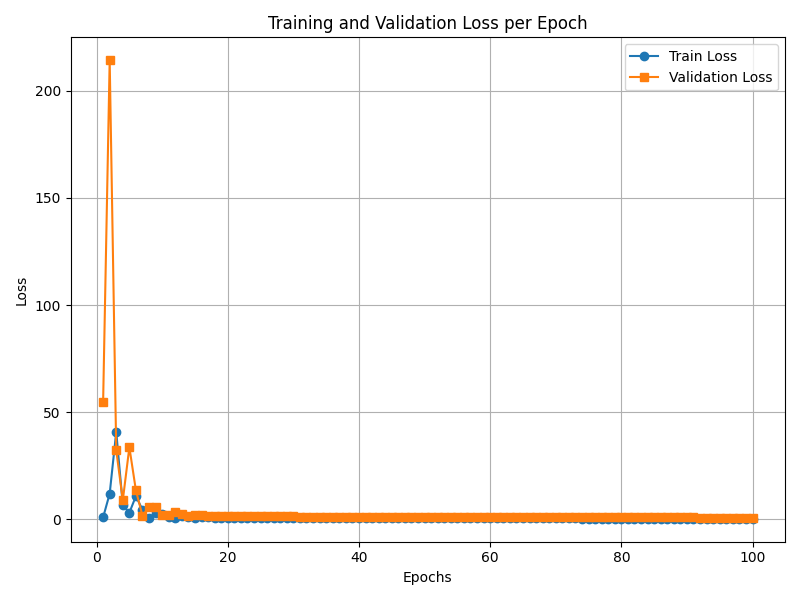 Training and Validation Loss per Epoch
Train Loss
Validation Loss
200
150
100
50
0
Loss
0 20 40 60 80 100
Epochs